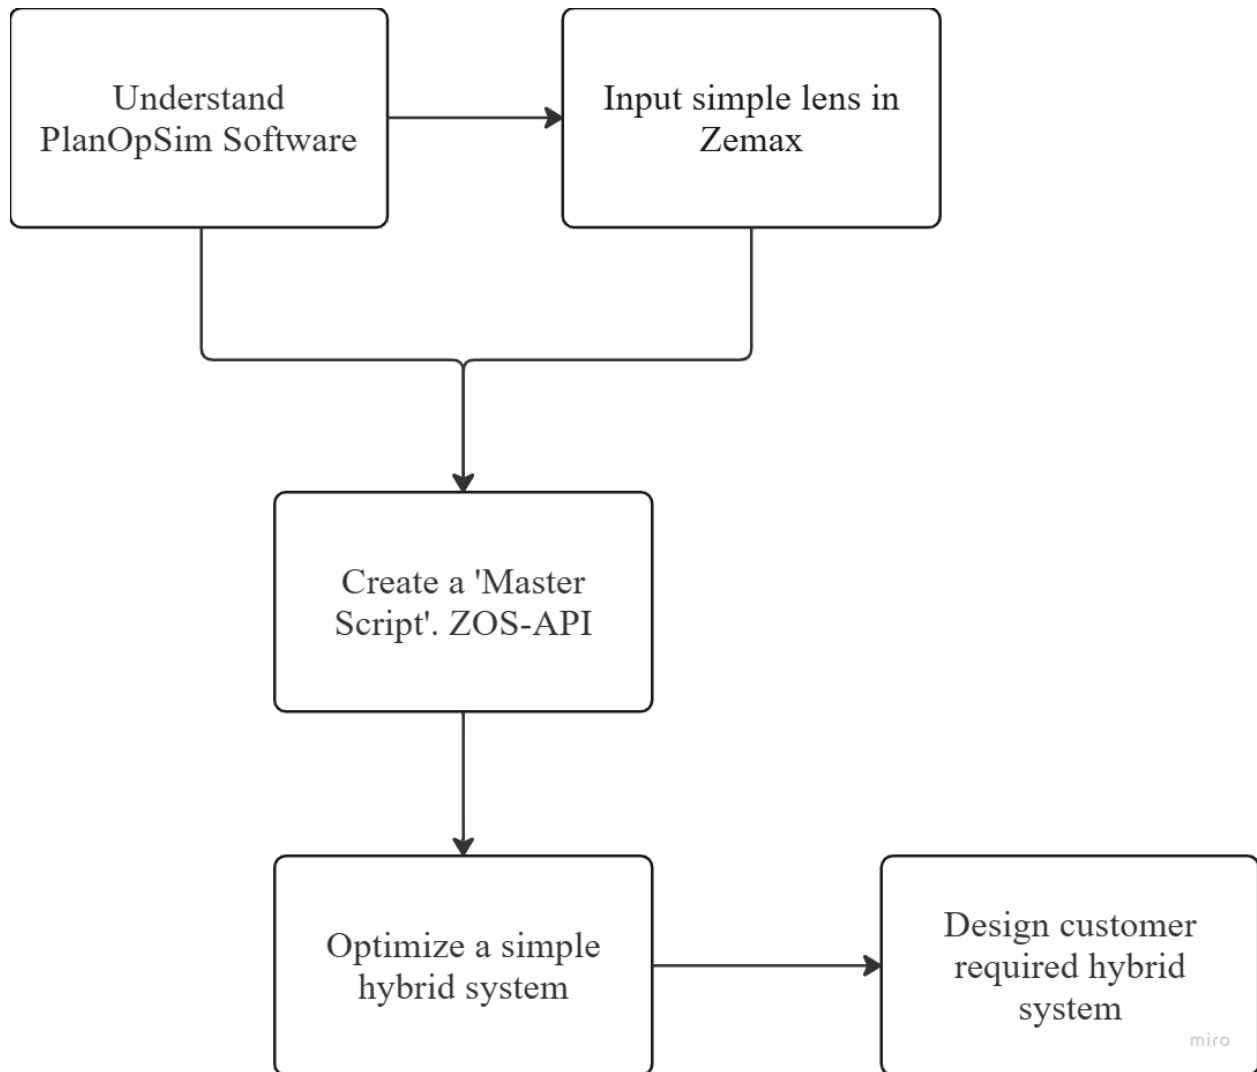 Understand
PlanOpSim Software
Input simple lens in
Zemax
Create a 'Master
Script'. ZOS-API
Optimize a simple
hybrid system
Design customer
required hybrid
system
miro